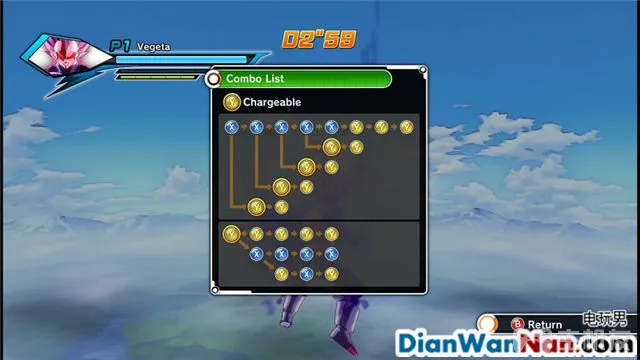 P1 Vegeta
02"59
Combo List
Y Chargeable
X X X X X Y Y Y
Y Y
Y Y
Y Y
Y Y
Y Y Y Y Y
X X X X
Y X Y
B Return
电玩男
DianWanNan.com